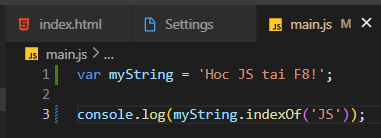 index.html
Settings
main.js M
JS main.js > ...
1 var myString = 'Hoc JS tai F8!';
2
3 console.log(myString.indexOf('JS'));